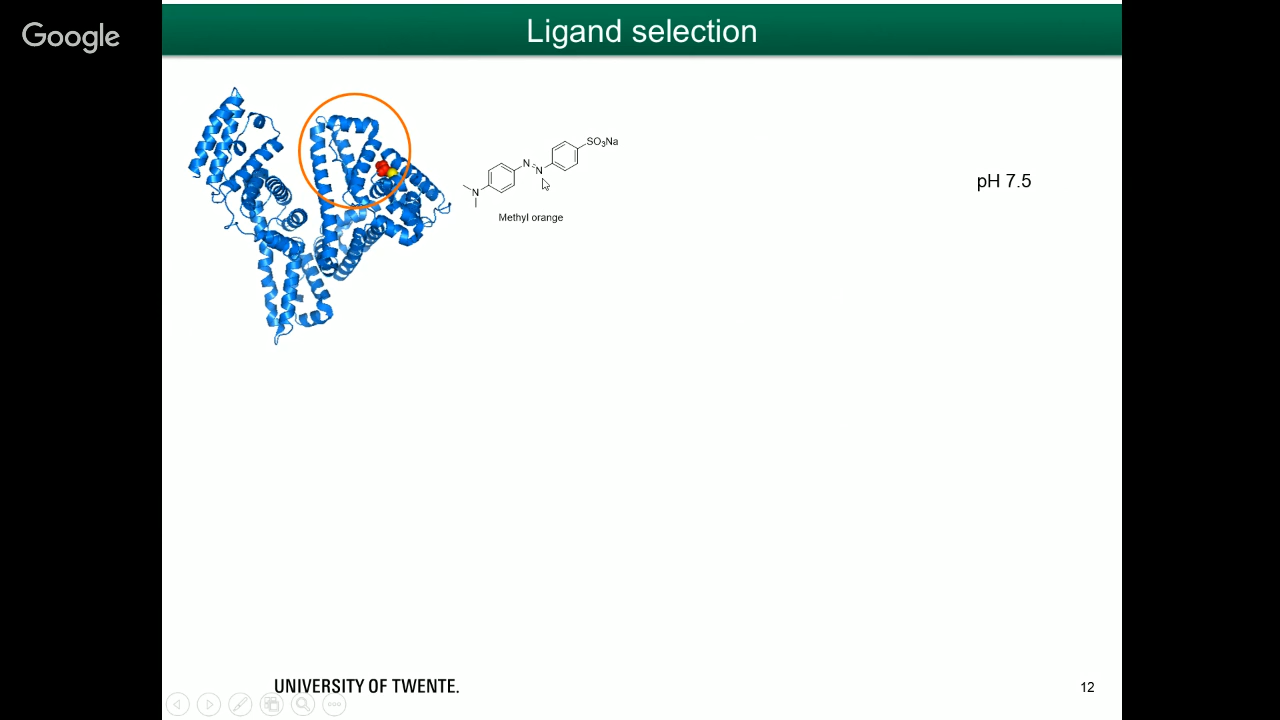 Google
Ligand selection
SO3Na
N
N
N
Methyl orange
pH 7.5
UNIVERSITY OF TWENTE.
12